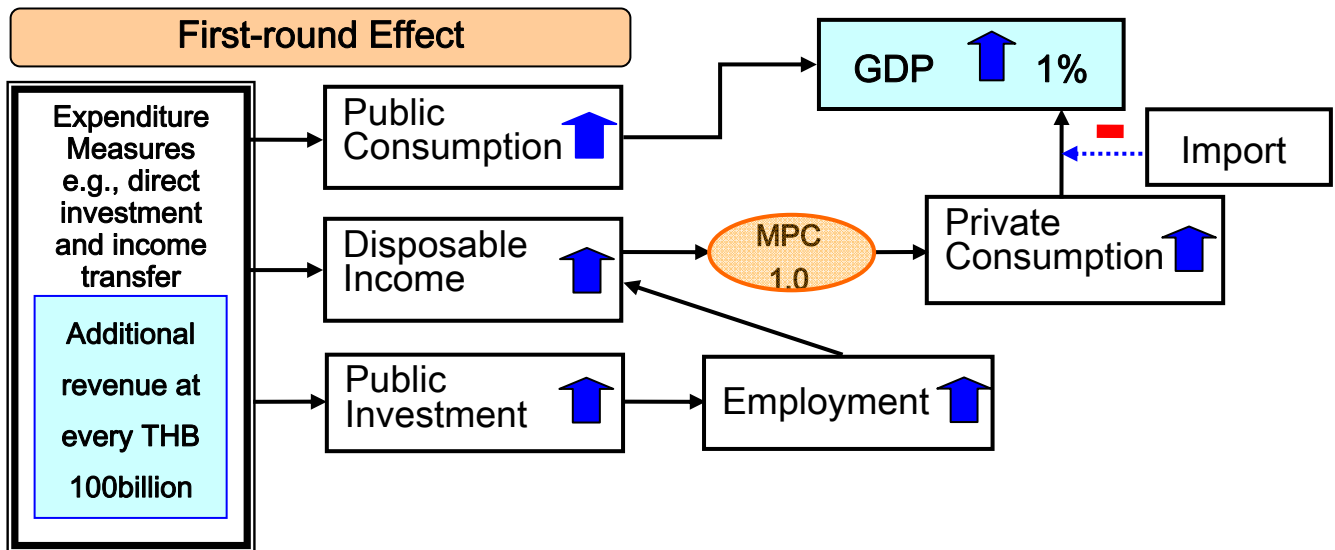 First-round Effect
GDP 1%
Expenditure
Measures
e.g., direct
investment
and income
transfer
Additional
revenue at
every THB
100billion
Public
Consumption
Disposable
Income
Public
Investment
MPC
1.0
Employment
Private
Consumption
Import